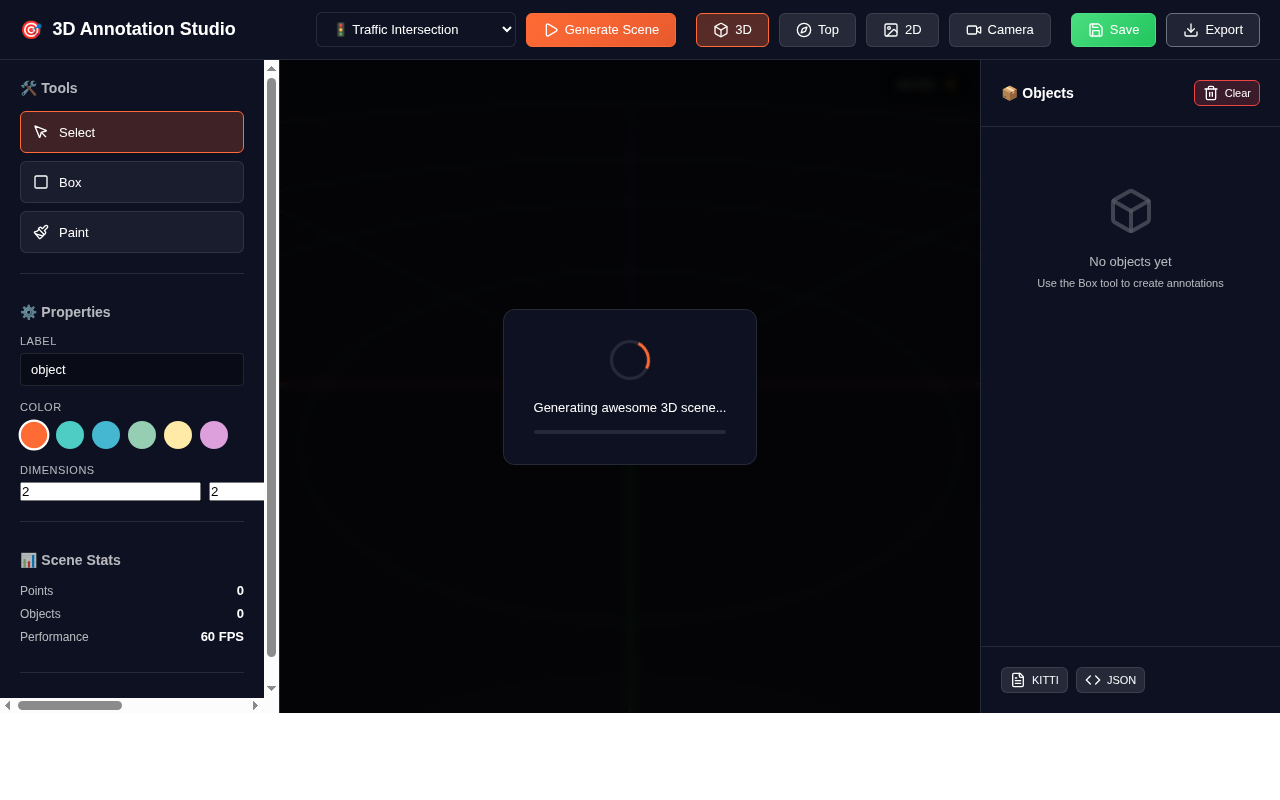 🎯 3D Annotation Studio
🚦 Traffic Intersection
Generate Scene
3D
Top
2D
Camera
Save
Export
🛠️ Tools
Select
Box
Paint
⚙️ Properties
LABEL
object
COLOR
DIMENSIONS
2
2
📊 Scene Stats
Points 0
Objects 0
Performance 60 FPS
Generating awesome 3D scene...
📦 Objects
Clear
No objects yet
Use the Box tool to create annotations
KITTI
JSON